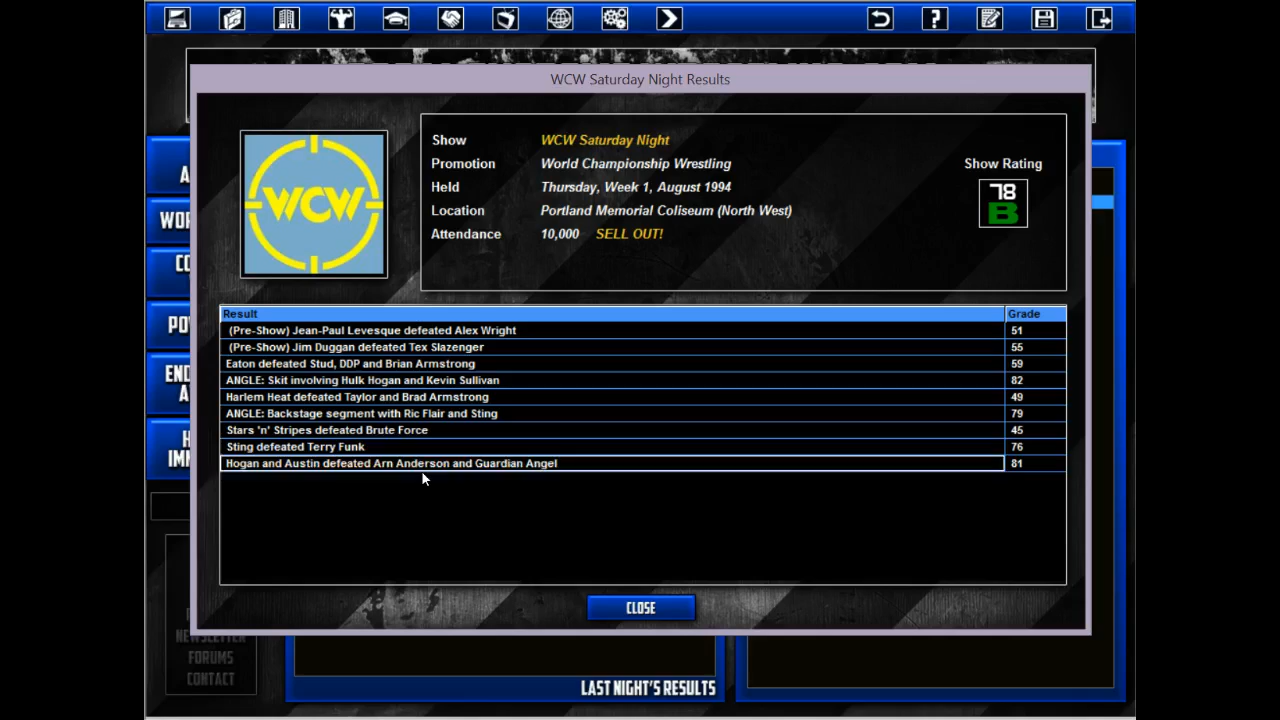 WCW Saturday Night Results
WCW
Show WCW Saturday Night
Promotion World Championship Wrestling
Held Thursday, Week 1, August 1994
Location Portland Memorial Coliseum (North West)
Attendance 10,000 SELL OUT!
Show Rating
78
B
Result Grade
(Pre-Show) Jean-Paul Levesque defeated Alex Wright 51
(Pre-Show) Jim Duggan defeated Tex Slazenger 55
Eaton defeated Stud, DDP and Brian Armstrong 59
ANGLE: Skit involving Hulk Hogan and Kevin Sullivan 82
Harlem Heat defeated Taylor and Brad Armstrong 49
ANGLE: Backstage segment with Ric Flair and Sting 79
Stars 'n' Stripes defeated Brute Force 45
Sting defeated Terry Funk 76
Hogan and Austin defeated Arn Anderson and Guardian Angel 81
CLOSE
NEWSLETTER
FORUMS
CONTACT
LAST NIGHT'S RESULTS